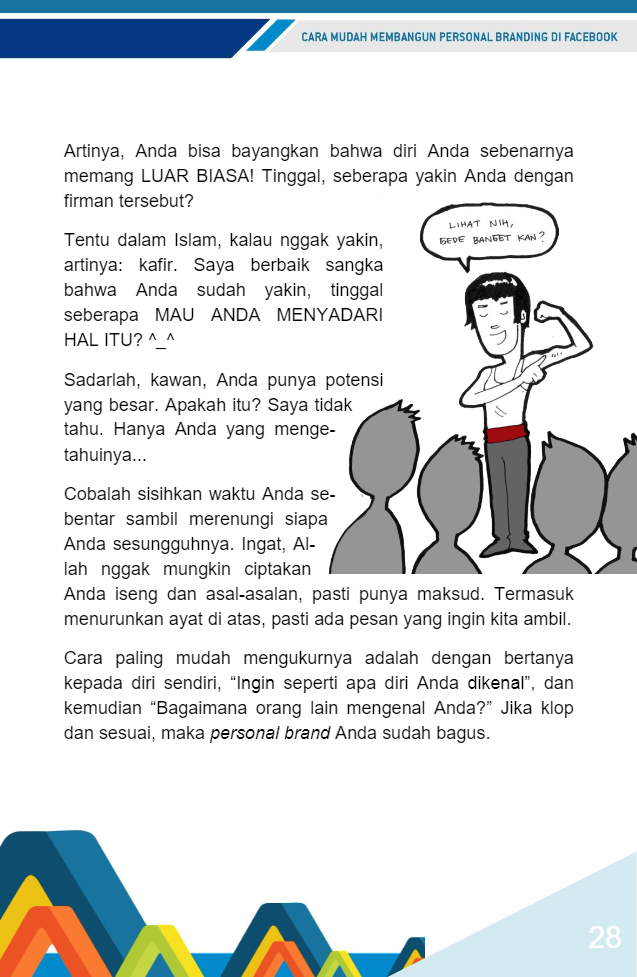 CARA MUDAH MEMBANGUN PERSONAL BRANDING DI FACEBOOK
Artinya, Anda bisa bayangkan bahwa diri Anda sebenarnya
memang LUAR BIASA! Tinggal, seberapa yakin Anda dengan
firman tersebut?
LIHAT NIH,
GEDE BANGET KAN?
Tentu dalam Islam, kalau nggak yakin,
artinya: kafir. Saya berbaik sangka
bahwa Anda sudah yakin, tinggal
seberapa MAU ANDA MENYADARI
HAL ITU? ^_^
Sadarlah, kawan, Anda punya potensi
yang besar. Apakah itu? Saya tidak
tahu. Hanya Anda yang menge-
tahuinya...
Cobalah sisihkan waktu Anda se-
bentar sambil merenungi siapa
Anda sesungguhnya. Ingat, Al-
lah nggak mungkin ciptakan
Anda iseng dan asal-asalan, pasti punya maksud. Termasuk
menurunkan ayat di atas, pasti ada pesan yang ingin kita ambil.
Cara paling mudah mengukurnya adalah dengan bertanya
kepada diri sendiri, “Ingin seperti apa diri Anda dikenal”, dan
kemudian “Bagaimana orang lain mengenal Anda?” Jika klop
dan sesuai, maka personal brand Anda sudah bagus.
28